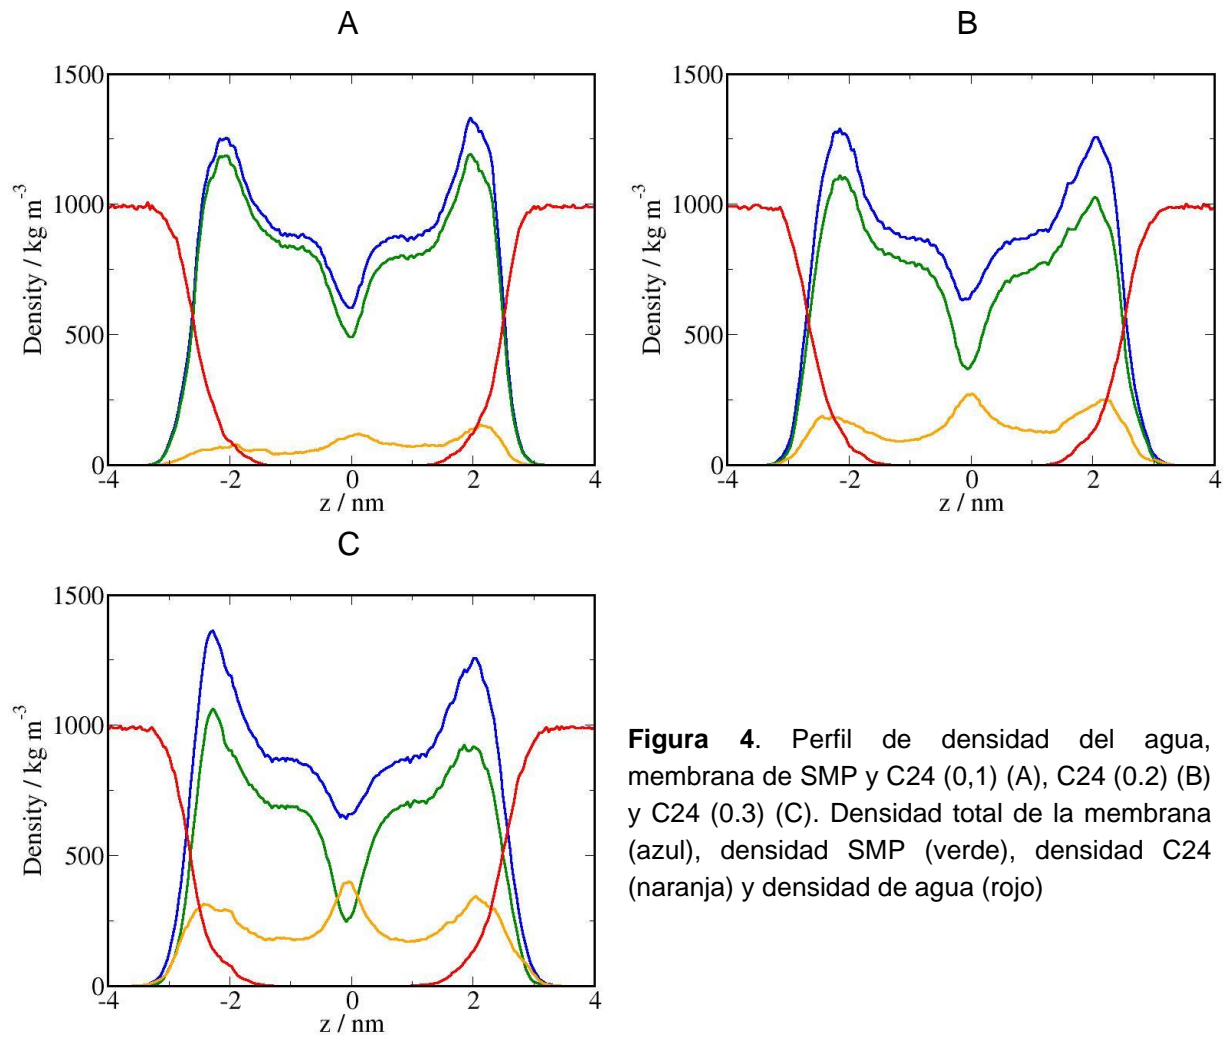 A
1500
1000
500
0
Density / kg m-3
-4 -2 0 2 4
z / nm
B
1500
1000
500
0
Density / kg m-3
-4 -2 0 2 4
z / nm
C
1500
1000
500
0
Density / kg m-3
-4 -2 0 2 4
z / nm
Figura 4. Perfil de densidad del agua,
membrana de SMP y C24 (0,1) (A), C24 (0.2) (B)
y C24 (0.3) (C). Densidad total de la membrana
(azul), densidad SMP (verde), densidad C24
(naranja) y densidad de agua (rojo)